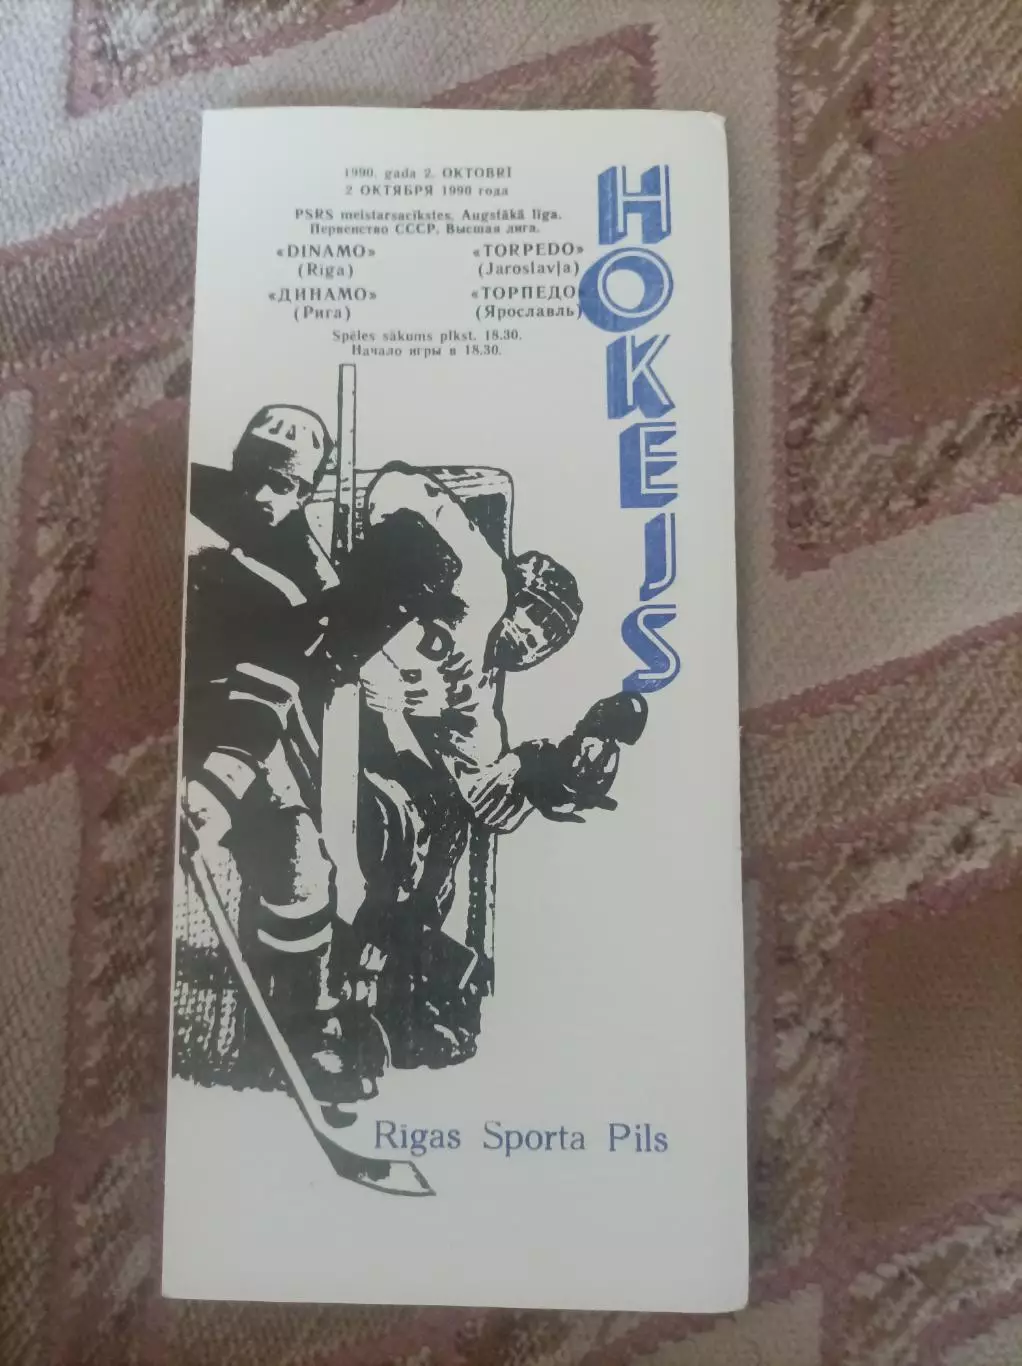 1990. gada 2. OKTOBRĪ
2 ОКТЯБРЯ 1990 года
PSRS meistarsacīkstes. Augstākā līga.
Первенство СССР, Высшая лига.
«DINAMO» «TORPEDO»
(Rīga) (Jaroslavļa)
«ДИНАМО» «ТОРПЕДО»
(Рига) (Ярославль)
Spēles sākums plkst. 18.30.
Начало игры в 18.30.
HOKEJS
Rīgas Sporta Pils